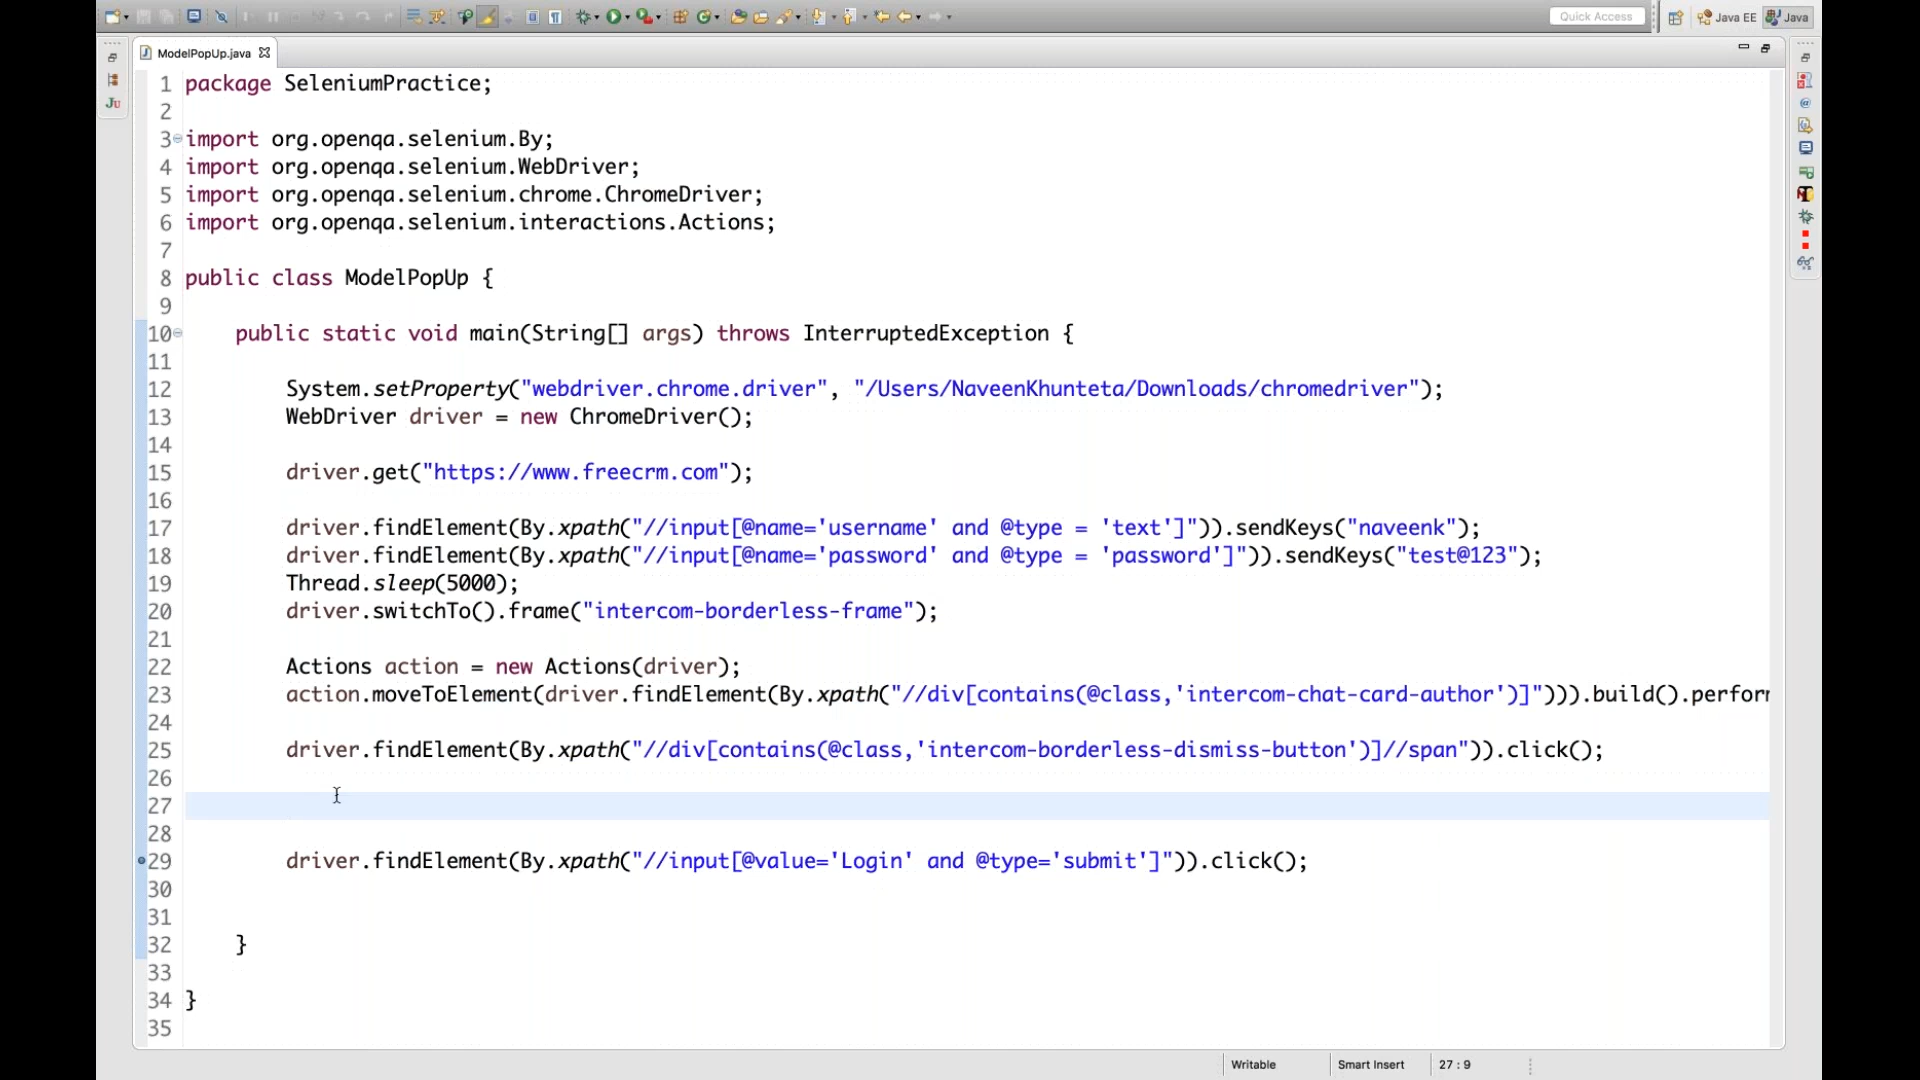 Quick Access
Java EE
Java
ModelPopUp.java
1 package SeleniumPractice;
2
3 import org.openqa.selenium.By;
4 import org.openqa.selenium.WebDriver;
5 import org.openqa.selenium.chrome.ChromeDriver;
6 import org.openqa.selenium.interactions.Actions;
7
8 public class ModelPopUp {
9
10 public static void main(String[] args) throws InterruptedException {
11
12 System.setProperty("webdriver.chrome.driver", "/Users/NaveenKhunteta/Downloads/chromedriver");
13 WebDriver driver = new ChromeDriver();
14
15 driver.get("https://www.freecrm.com");
16
17 driver.findElement(By.xpath("//input[@name='username' and @type = 'text']")).sendKeys("naveenk");
18 driver.findElement(By.xpath("//input[@name='password' and @type = 'password']")).sendKeys("test@123");
19 Thread.sleep(5000);
20 driver.switchTo().frame("intercom-borderless-frame");
21
22 Actions action = new Actions(driver);
23 action.moveToElement(driver.findElement(By.xpath("//div[contains(@class,'intercom-chat-card-author')]"))).build().perform
24
25 driver.findElement(By.xpath("//div[contains(@class,'intercom-borderless-dismiss-button')]//span")).click();
26
27
28
29 driver.findElement(By.xpath("//input[@value='Login' and @type='submit']")).click();
30
31
32 }
33
34 }
35
Writable
Smart Insert
27 : 9